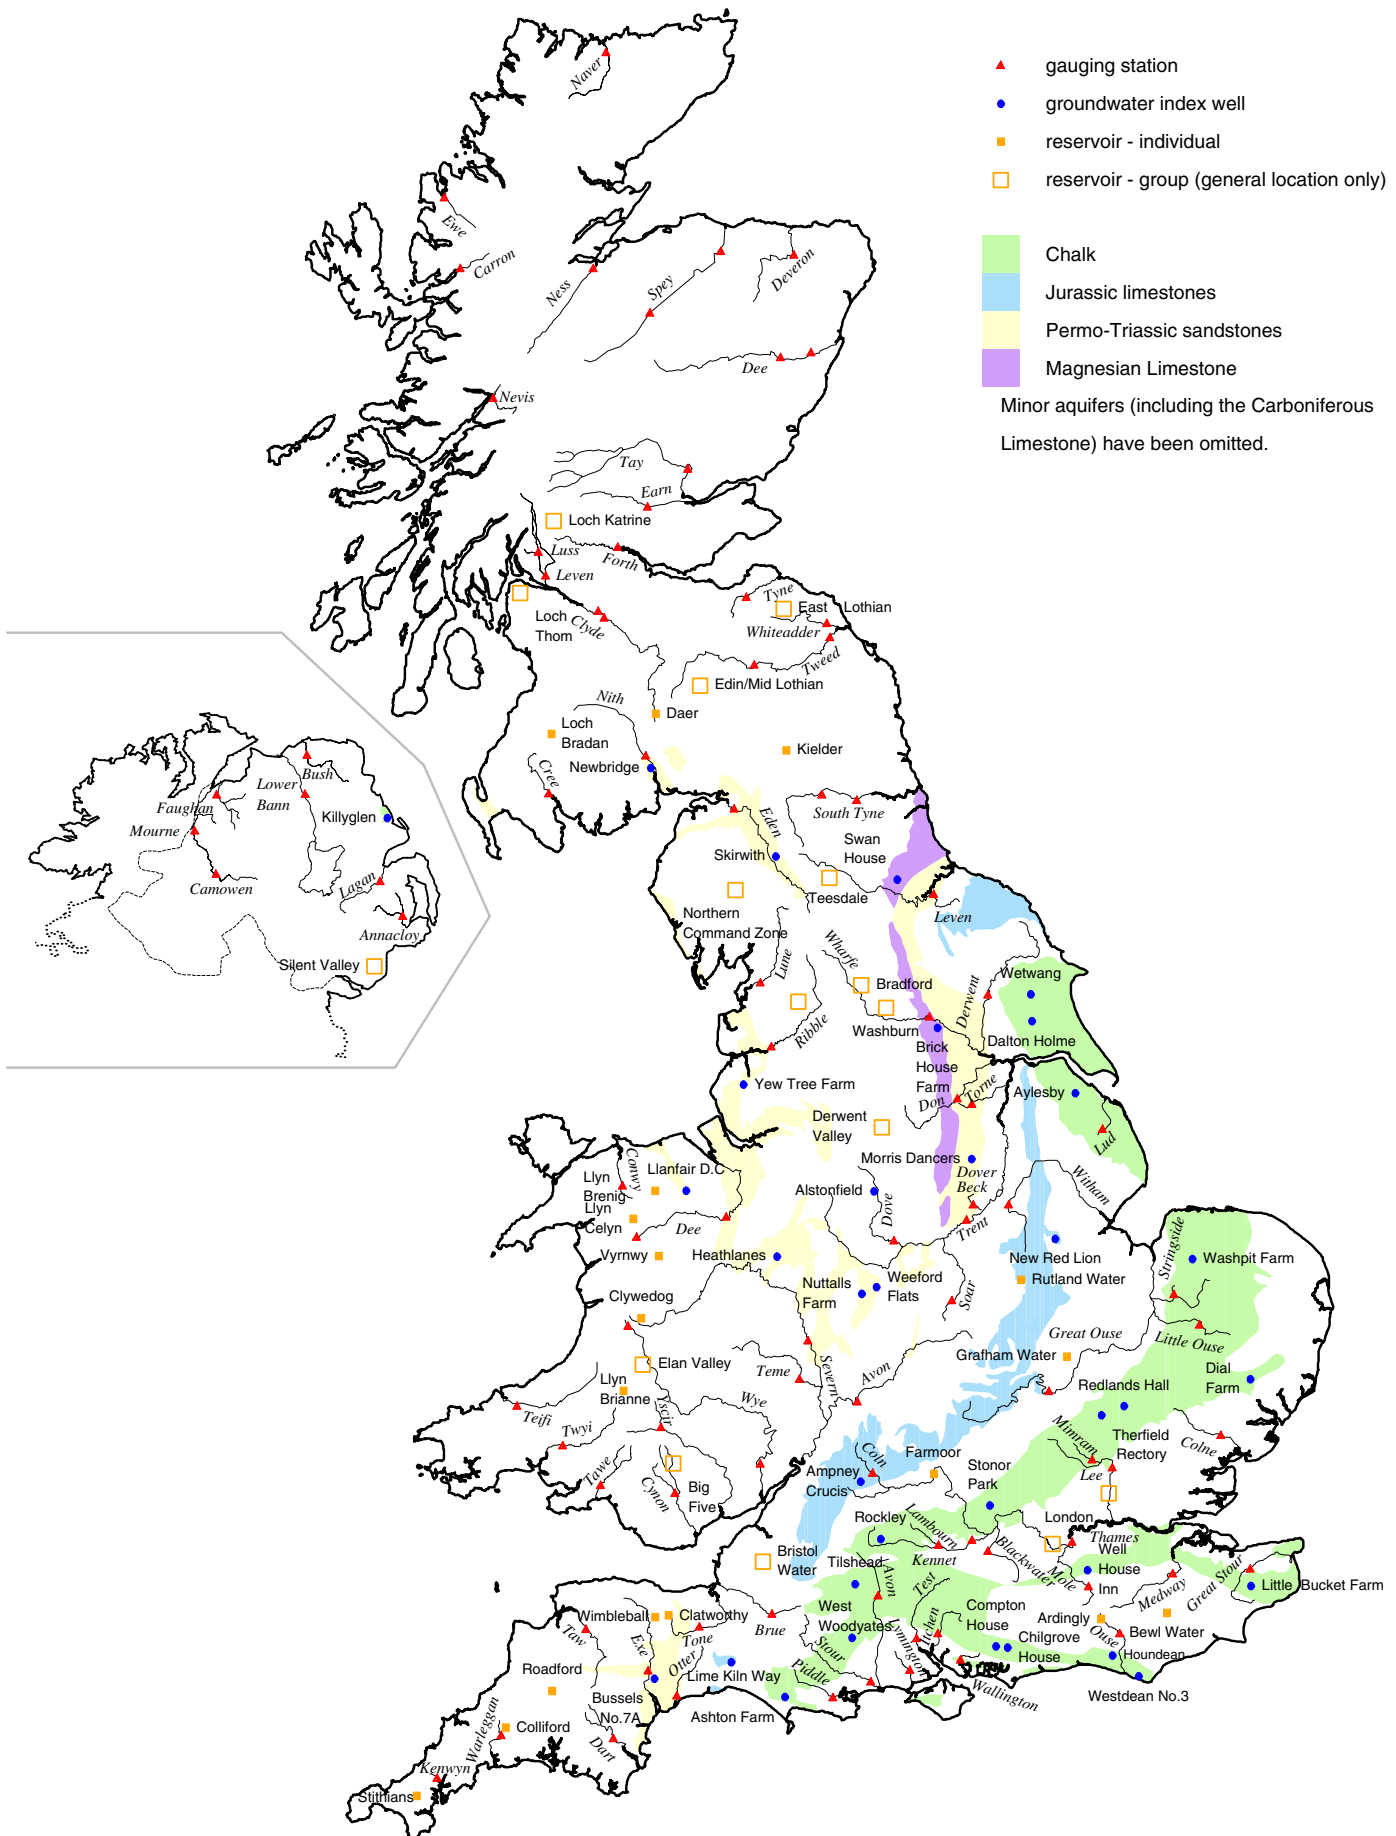 gauging station
groundwater index well
reservoir - individual
reservoir - group (general location only)
Chalk
Jurassic limestones
Permo-Triassic sandstones
Magnesian Limestone
Minor aquifers (including the Carboniferous
Limestone) have been omitted.
Naver
Ewe
Carron
Ness
Spey
Deveron
Dee
Nevis
Tay
Earn
Loch Katrine
Luss
Forth
Leven
Loch
Thom
Clyde
Tyne
East Lothian
Whiteadder
Tweed
Edin/Mid Lothian
Nith
Daer
Loch
Bradan
Kielder
Newbridge
Cree
Bush
Lower
Bann
Faughan
Killyglen
Mourne
Camowen
Lagan
Annacloy
Silent Valley
South Tyne
Eden
Swan
House
Skirwith
Teesdale
Northern
Command Zone
Leven
Lune
Wharfe
Bradford
Wetwang
Derwent
Ribble
Washburn
Brick
House
Farm
Dalton Holme
Yew Tree Farm
Don
Torne
Aylesby
Lud
Derwent
Valley
Morris Dancers
Dover
Beck
Conwy
Llanfair D.C
Llyn
Brenig
Llyn
Celyn
Alstonfield
Dove
Witham
Dee
Trent
Stringside
Vyrnwy
Heathlanes
New Red Lion
Washpit Farm
Nuttalls
Farm
Weeford
Flats
Soar
Rutland Water
Clywedog
Great Ouse
Little Ouse
Elan Valley
Teme
Severn
Avon
Grafham Water
Dial
Farm
Llyn
Brianne
Redlands Hall
Wye
Teifi
Twyi
Yscir
Mimram
Therfield
Rectory
Colne
Tawe
Cynon
Big
Five
Coln
Farmoor
Ampney
Crucis
Stonor
Park
Lee
Rockley
Lambourn
London
Thames
Well
House
Inn
Bristol
Water
Tilshead
Kennet
Blackwater
Mole
Medway
Great Stour
Little Bucket Farm
Avon
Test
West
Woodyates
Itchen
Compton
House
Chilgrove
House
Ardingly
Ouse
Bewl Water
Wimbleball
Clatworthy
Taw
Exe
Tone
Brue
Stour
Lymington
Houndean
Otter
Lime Kiln Way
Piddle
Wallington
Westdean No.3
Roadford
Bussels
No.7A
Ashton Farm
Warleggan
Colliford
Dart
Kenwyn
Stithians